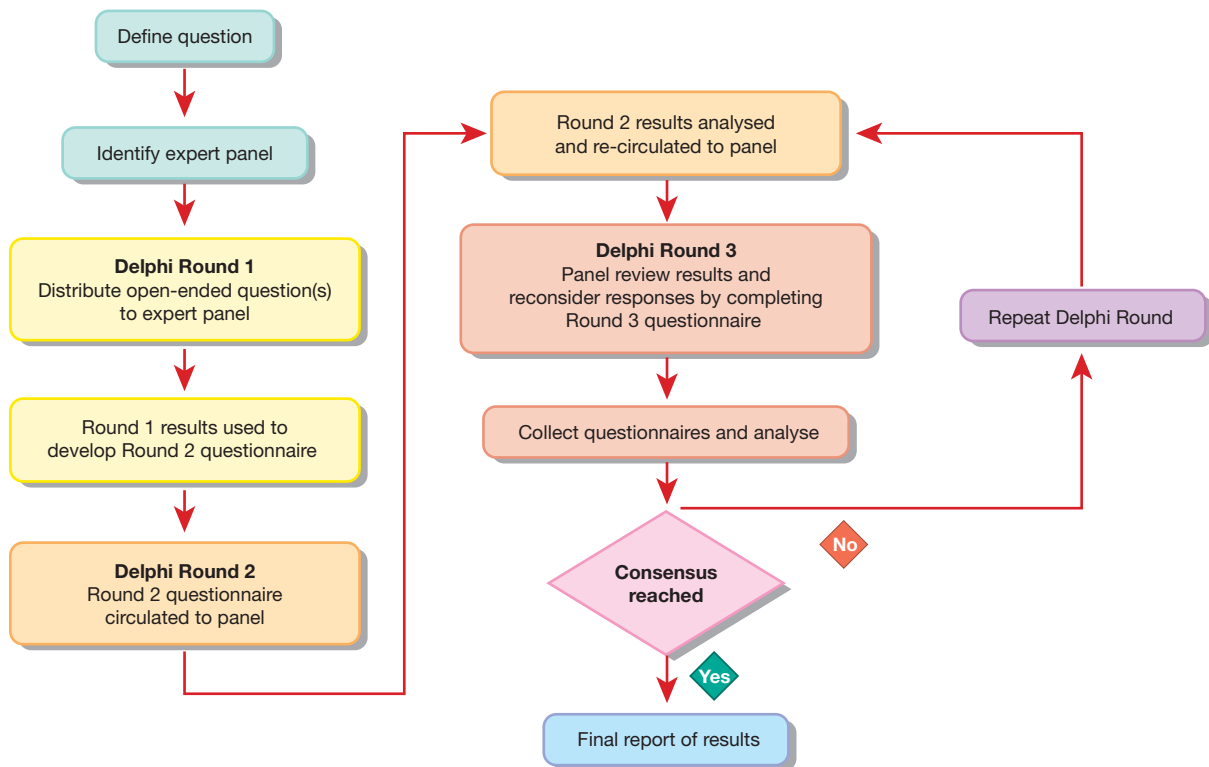 Define question
Identify expert panel
Delphi Round 1
Distribute open-ended question(s)
to expert panel
Round 1 results used to
develop Round 2 questionnaire
Delphi Round 2
Round 2 questionnaire
circulated to panel
Round 2 results analysed
and re-circulated to panel
Delphi Round 3
Panel review results and
reconsider responses by completing
Round 3 questionnaire
Collect questionnaires and analyse
Consensus
reached
No
Repeat Delphi Round
Yes
Final report of results